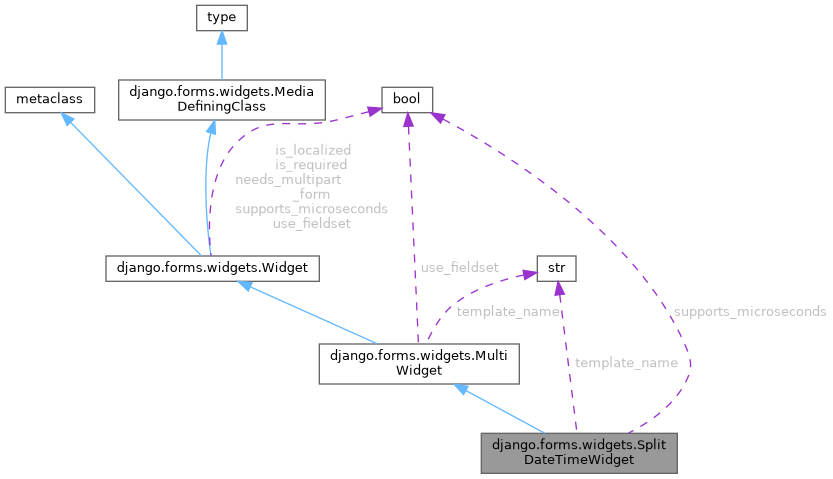 type
django.forms.widgets.Media
DefiningClass
metaclass
bool
is_localized
is_required
needs_multipart
_form
supports_microseconds
use_fieldset
django.forms.widgets.Widget
use_fieldset
str
template_name
supports_microseconds
django.forms.widgets.Multi
Widget
template_name
django.forms.widgets.Split
DateTimeWidget